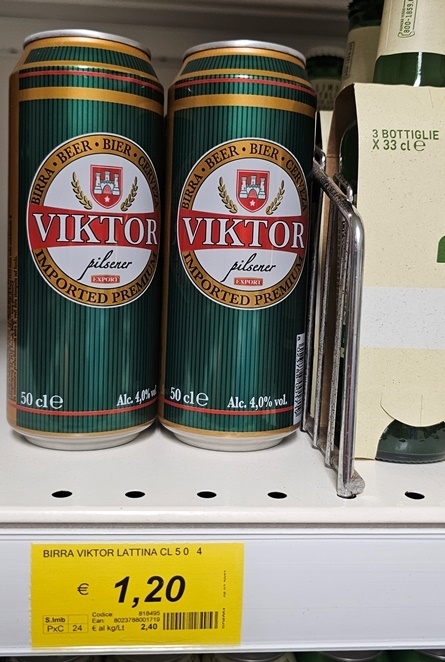 BIRRA • BEER • BIER • CERVEZA
VIKTOR
pilsener
EXPORT
IMPORTED PREMIUM
50 cl e
Alc. 4,0% vol.
BIRRA • BEER • BIER • CERVEZA
VIKTOR
pilsener
EXPORT
IMPORTED PREMIUM
50 cl e
Alc. 4,0% vol.
3 BOTTIGLIE
X 33 cl e
BIRRA VIKTOR LATTINA CL 5 0 4
€ 1,20
S.Imb
PxC 24
Codice: 818495
Ean: 8023788001719
€ al kg/Lt 2,40